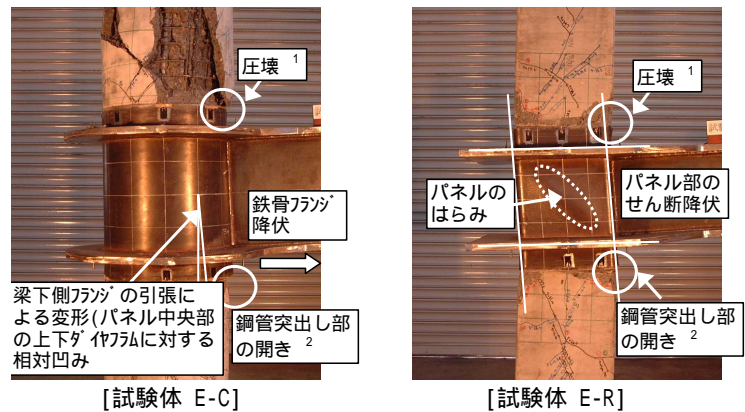 圧壊 1
鉄骨フランジ
降伏
梁下側フランジの引張に
よる変形(パネル中央部
の上下ダイヤフラムに対する
相対凹み
鋼管突出し部
の開き 2
[試験体 E-C]
圧壊 1
パネルの
はらみ
パネル部の
せん断降伏
鋼管突出し部
の開き 2
[試験体 E-R]